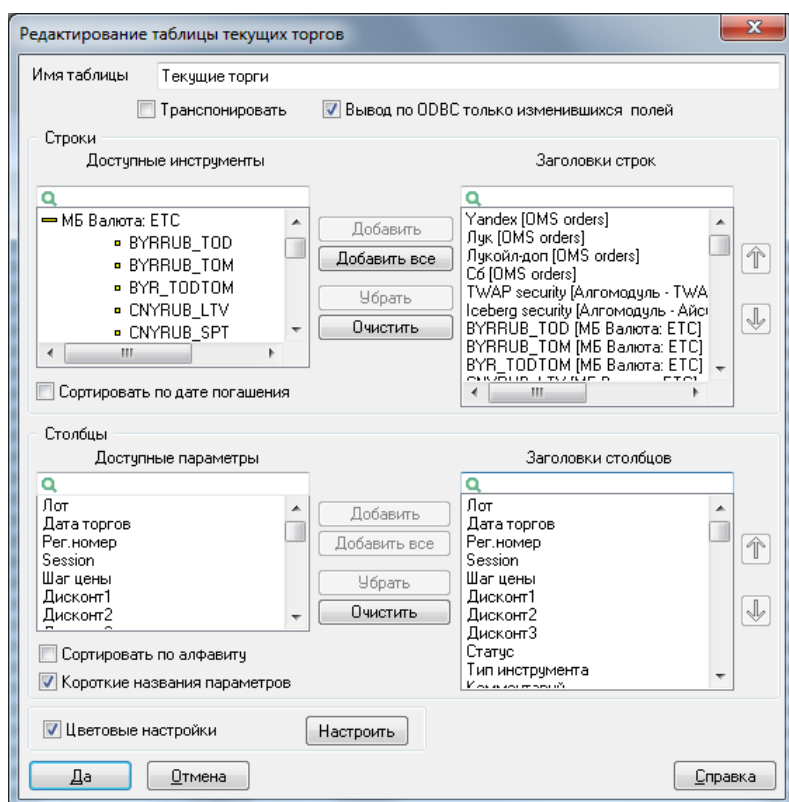 Редактирование таблицы текущих торгов
Имя таблицы Текущие торги
Транспонировать Вывод по ODBC только изменившихся полей
Строки
Доступные инструменты Заголовки строк
МБ Валюта: ЕТС
BYRRUB_TOD
BYRRUB_TOM
BYR_TODTOM
CNYRUB_LTV
CNYRUB_SPT
Сортировать по дате погашения
Добавить
Добавить все
Убрать
Очистить
Yandex [OMS orders]
Лук [OMS orders]
Лукойл-доп [OMS orders]
Сб [OMS orders]
TWAP security [Алгомодуль - TWA
Iceberg security [Алгомодуль - Айс
BYRRUB_TOD [МБ Валюта: ЕТС]
BYRRUB_TOM [МБ Валюта: ЕТС]
BYR_TODTOM [МБ Валюта: ЕТС]
Столбцы
Доступные параметры Заголовки столбцов
Лот
Дата торгов
Рег.номер
Session
Шаг цены
Дисконт1
Дисконт2
Сортировать по алфавиту
Короткие названия параметров
Добавить
Добавить все
Убрать
Очистить
Лот
Дата торгов
Рег.номер
Session
Шаг цены
Дисконт1
Дисконт2
Дисконт3
Статус
Тип инструмента
Цветовые настройки Настроить
Да Отмена Справка